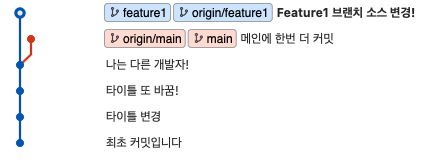 feature1 origin/feature1 Feature1 브랜치 소스 변경!
origin/main main 메인에 한번 더 커밋
나는 다른 개발자!
타이틀 또 바꿈!
타이틀 변경
최초 커밋입니다